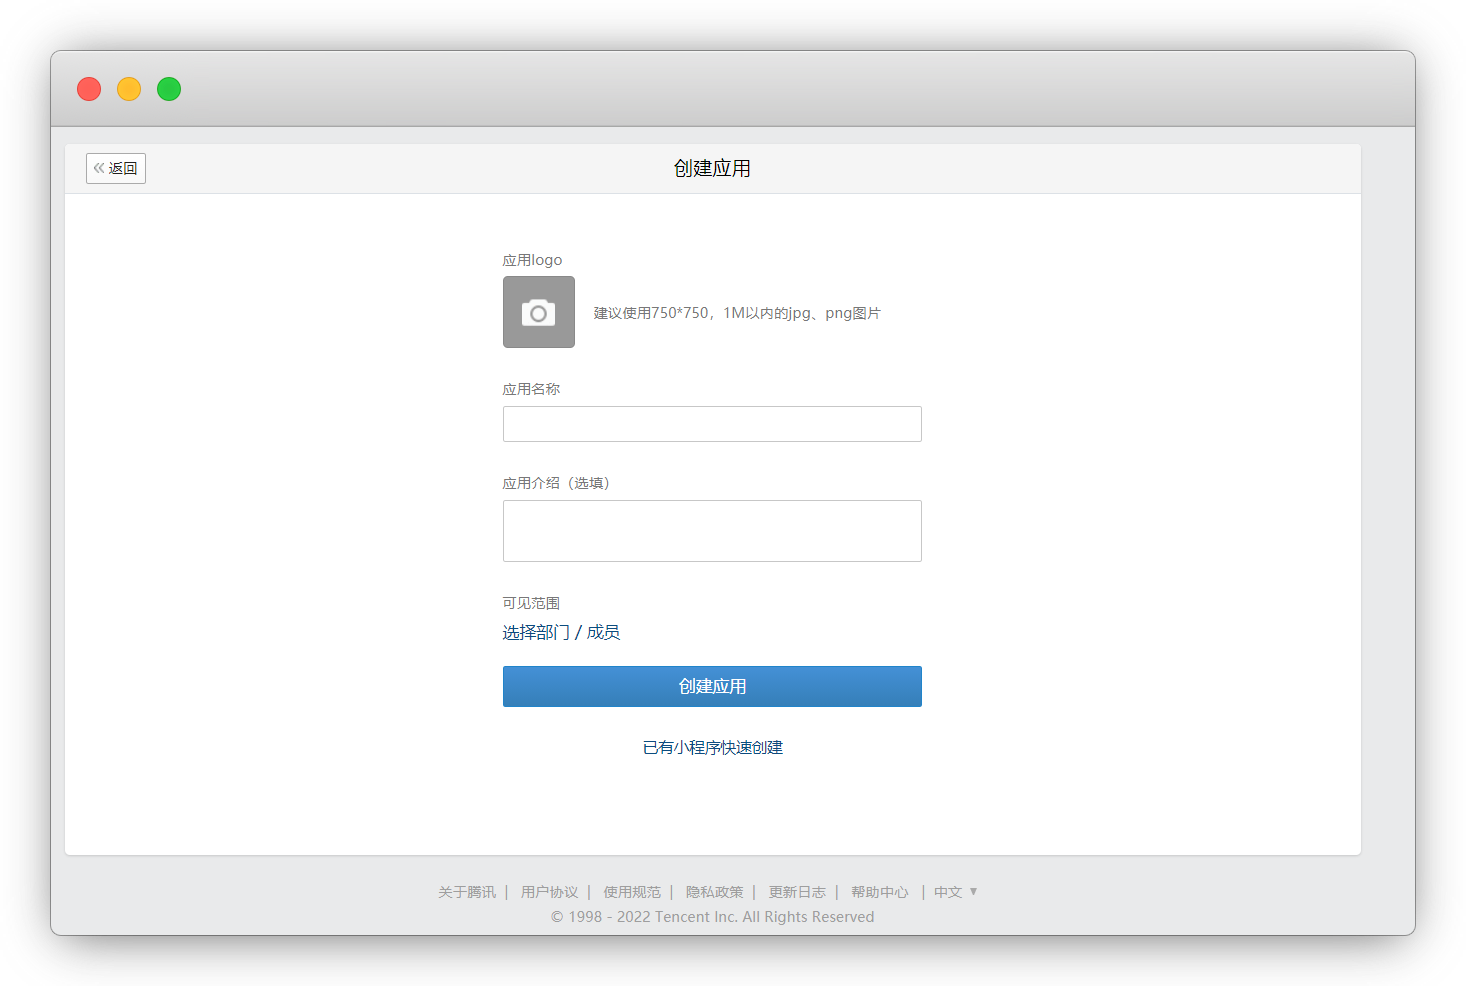 返回
创建应用
应用logo
建议使用750*750，1M以内的jpg、png图片
应用名称
应用介绍（选填）
可见范围
选择部门 / 成员
创建应用
已有小程序快速创建
关于腾讯 | 用户协议 | 使用规范 | 隐私政策 | 更新日志 | 帮助中心 | 中文 ▼
© 1998 - 2022 Tencent Inc. All Rights Reserved